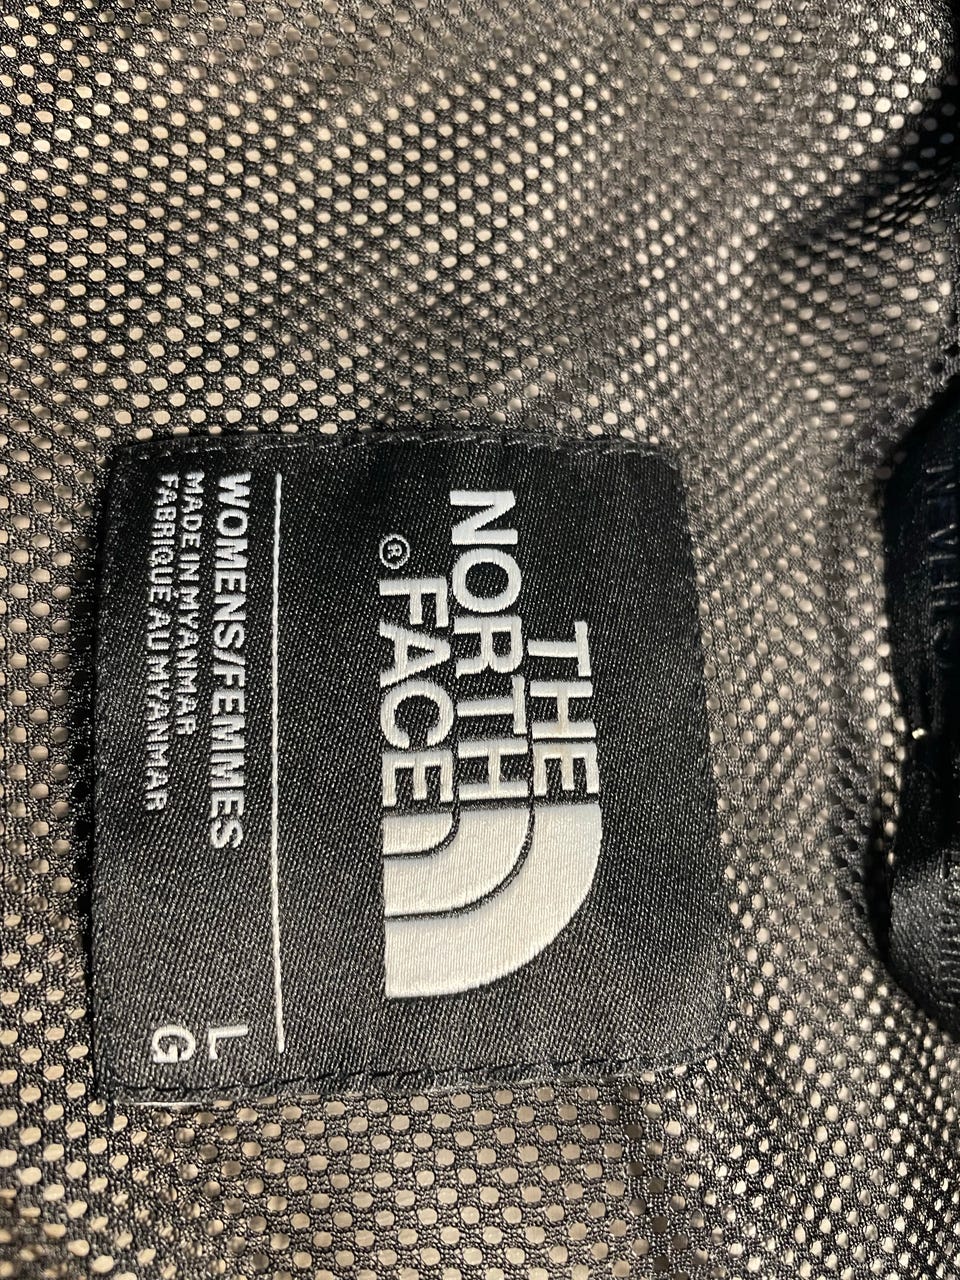 THE
NORTH
FACE®
WOMENS/FEMMES L
MADE IN MYANMAR G
FABRIQUÉ AU MYANMAR